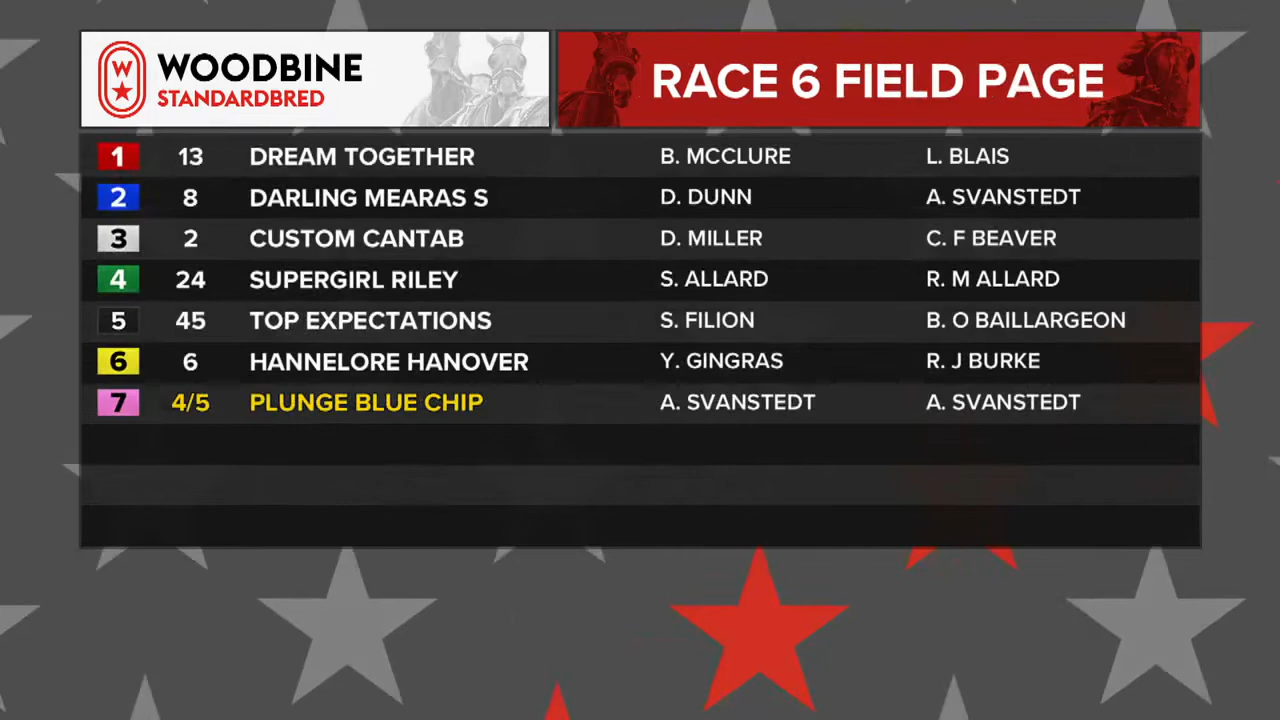 W
WOODBINE
STANDARDBRED
RACE 6 FIELD PAGE
1 13 DREAM TOGETHER B. MCCLURE L. BLAIS
2 8 DARLING MEARAS S D. DUNN A. SVANSTEDT
3 2 CUSTOM CANTAB D. MILLER C. F BEAVER
4 24 SUPERGIRL RILEY S. ALLARD R. M ALLARD
5 45 TOP EXPECTATIONS S. FILION B. O BAILLARGEON
6 6 HANNELORE HANOVER Y. GINGRAS R. J BURKE
7 4/5 PLUNGE BLUE CHIP A. SVANSTEDT A. SVANSTEDT